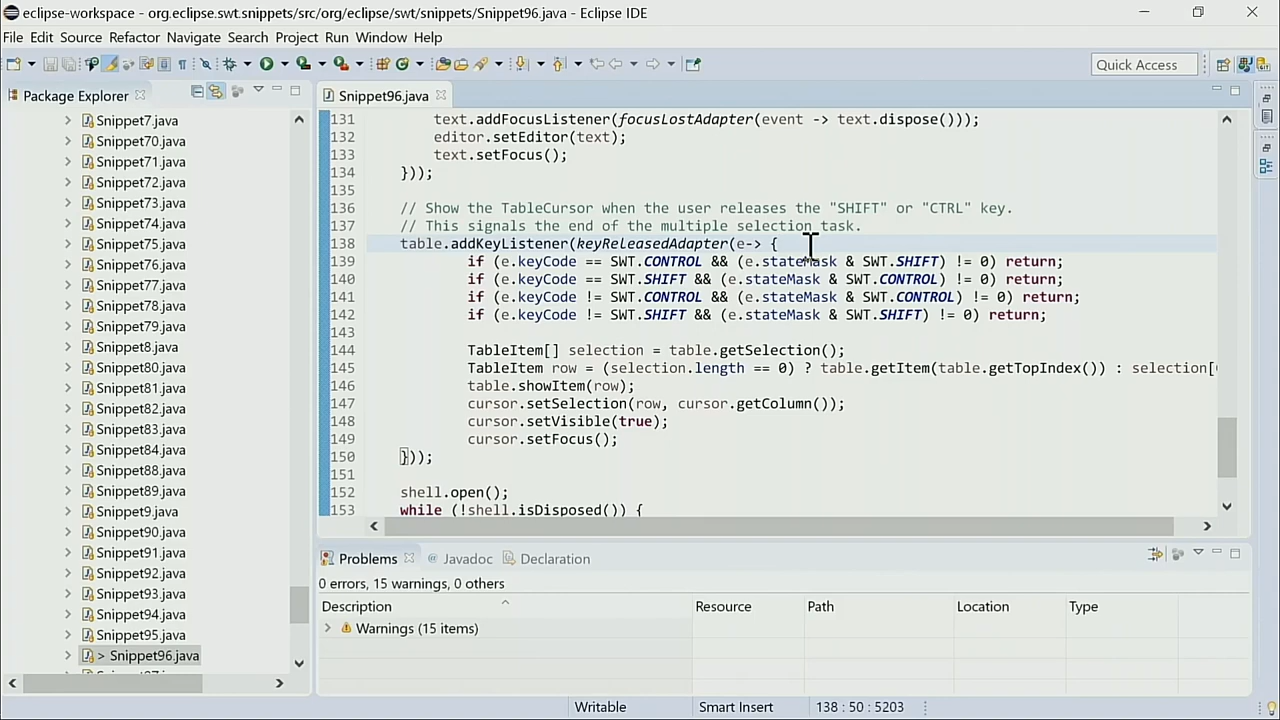 eclipse-workspace - org.eclipse.swt.snippets/src/org/eclipse/swt/snippets/Snippet96.java - Eclipse IDE
File Edit Source Refactor Navigate Search Project Run Window Help
Quick Access
Package Explorer
Snippet7.java
Snippet70.java
Snippet71.java
Snippet72.java
Snippet73.java
Snippet74.java
Snippet75.java
Snippet76.java
Snippet77.java
Snippet78.java
Snippet79.java
Snippet8.java
Snippet80.java
Snippet81.java
Snippet82.java
Snippet83.java
Snippet84.java
Snippet88.java
Snippet89.java
Snippet9.java
Snippet90.java
Snippet91.java
Snippet92.java
Snippet93.java
Snippet94.java
Snippet95.java
> Snippet96.java
Snippet96.java
131 text.addFocusListener(focusLostAdapter(event -> text.dispose()));
132 editor.setEditor(text);
133 text.setFocus();
134 }));
135
136 // Show the TableCursor when the user releases the "SHIFT" or "CTRL" key.
137 // This signals the end of the multiple selection task.
138 table.addKeyListener(keyReleasedAdapter(e-> {
139 if (e.keyCode == SWT.CONTROL && (e.stateMask & SWT.SHIFT) != 0) return;
140 if (e.keyCode == SWT.SHIFT && (e.stateMask & SWT.CONTROL) != 0) return;
141 if (e.keyCode != SWT.CONTROL && (e.stateMask & SWT.CONTROL) != 0) return;
142 if (e.keyCode != SWT.SHIFT && (e.stateMask & SWT.SHIFT) != 0) return;
143
144 TableItem[] selection = table.getSelection();
145 TableItem row = (selection.length == 0) ? table.getItem(table.getTopIndex()) : selection[
146 table.showItem(row);
147 cursor.setSelection(row, cursor.getColumn());
148 cursor.setVisible(true);
149 cursor.setFocus();
150 }));
151
152 shell.open();
153 while (!shell.isDisposed()) {
Problems Javadoc Declaration
0 errors, 15 warnings, 0 others
Description Resource Path Location Type
Warnings (15 items)
Writable Smart Insert 138 : 50 : 5203